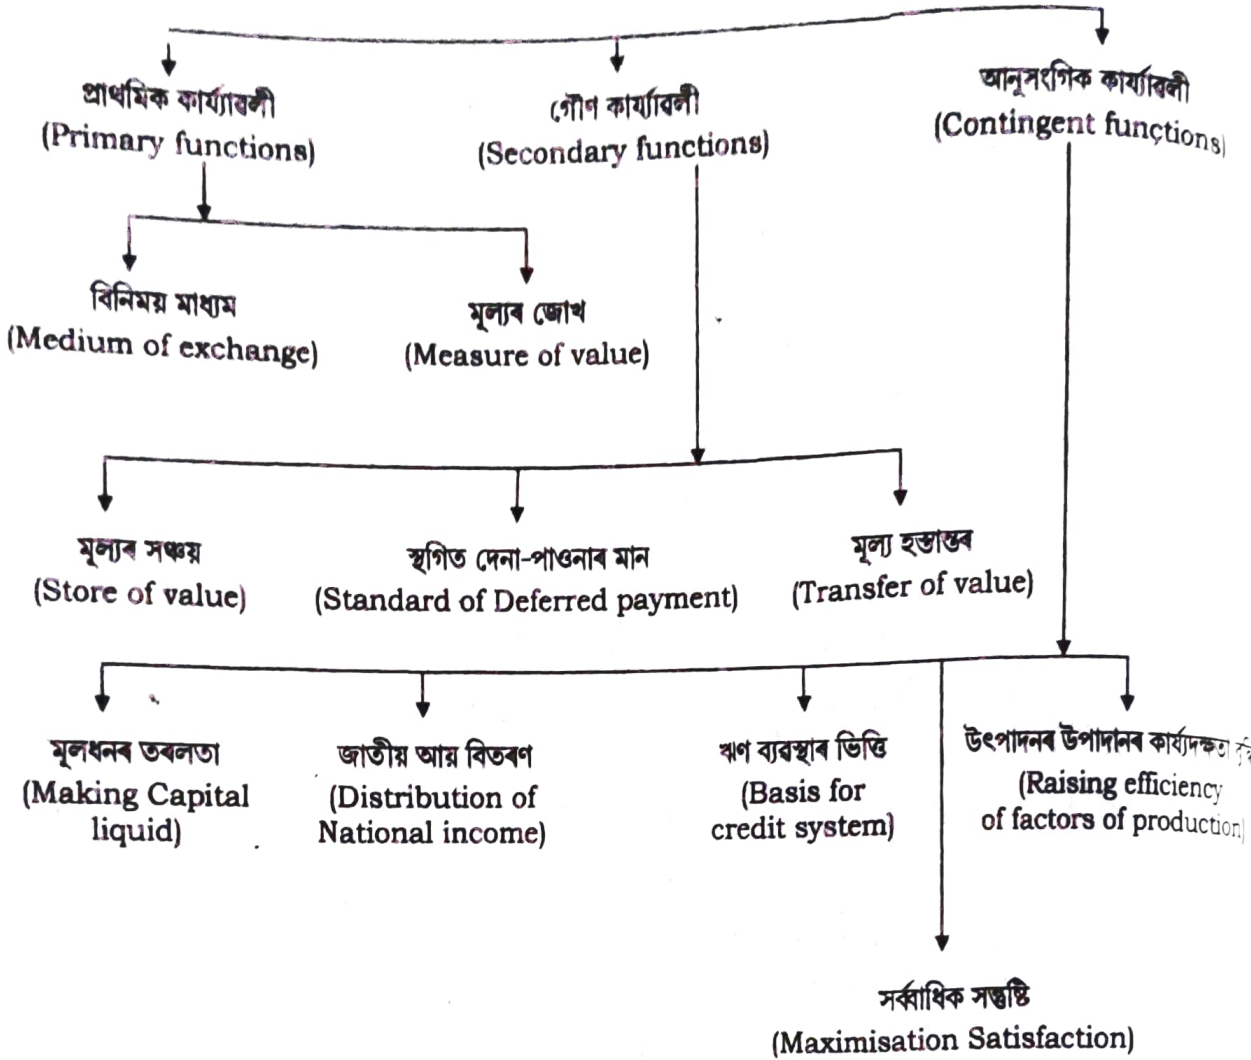 প্ৰাথমিক কাৰ্য্যাৱলী
(Primary functions)
গৌণ কাৰ্য্যাৱলী
(Secondary functions)
আনুসংগিক কাৰ্য্যাৱলী
(Contingent functions)
বিনিময় মাধ্যম
(Medium of exchange)
মূল্যৰ জোখ
(Measure of value)
মূল্যৰ সঞ্চয়
(Store of value)
স্থগিত দেনা-পাওনাৰ মান
(Standard of Deferred payment)
মূল্য হস্তান্তৰ
(Transfer of value)
মূলধনৰ তৰলতা
(Making Capital
liquid)
জাতীয় আয় বিতৰণ
(Distribution of
National income)
ঋণ ব্যৱস্থাৰ ভিত্তি
(Basis for
credit system)
উৎপাদনৰ উপাদানৰ কাৰ্য্যদক্ষতা
(Raising efficiency
of factors of production)
সৰ্ব্বাধিক সন্তুষ্টি
(Maximisation Satisfaction)